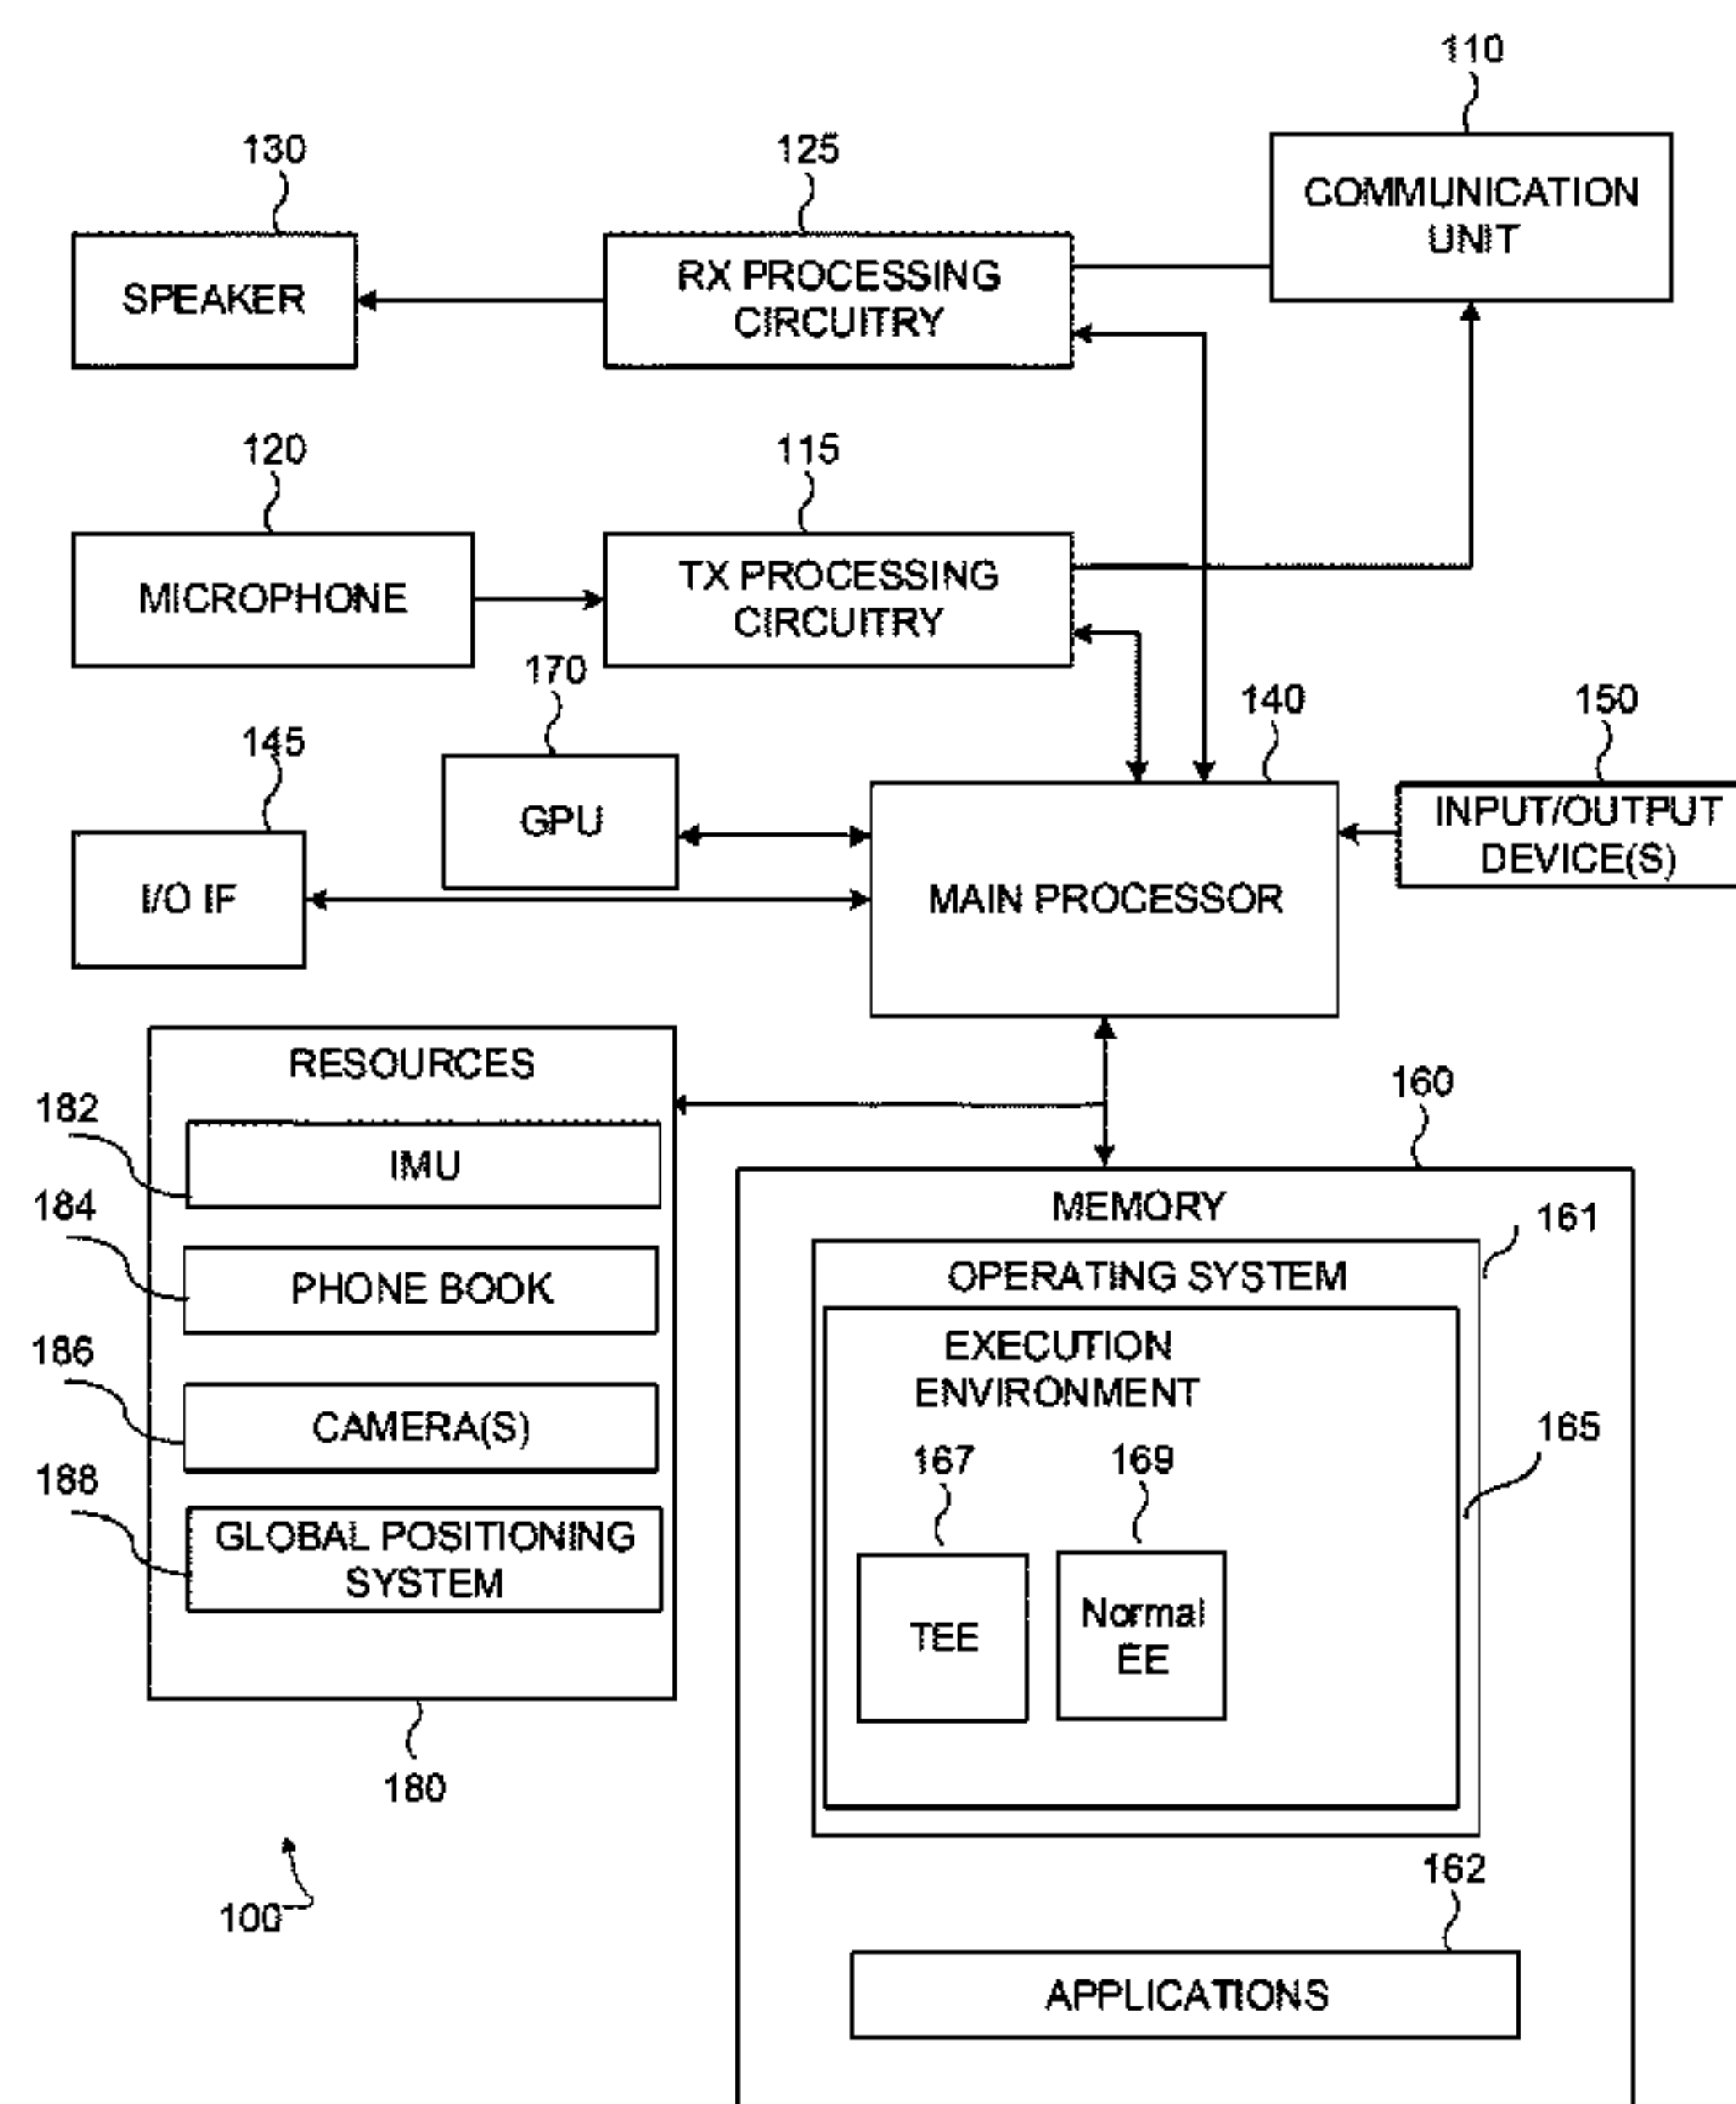 110
130
125
COMMUNICATION
UNIT
SPEAKER
RX PROCESSING
CIRCUITRY
120
115
MICROPHONE
TX PROCESSING
CIRCUITRY
170
140
150
145
GPU
INPUT/OUTPUT
DEVICE(S)
I/O IF
MAIN PROCESSOR
RESOURCES
160
182
IMU
MEMORY
184
161
PHONE BOOK
OPERATING SYSTEM
186
EXECUTION
ENVIRONMENT
CAMERA(S)
165
188
167
169
GLOBAL POSITIONING
SYSTEM
TEE
Normal
EE
180
162
100
APPLICATIONS